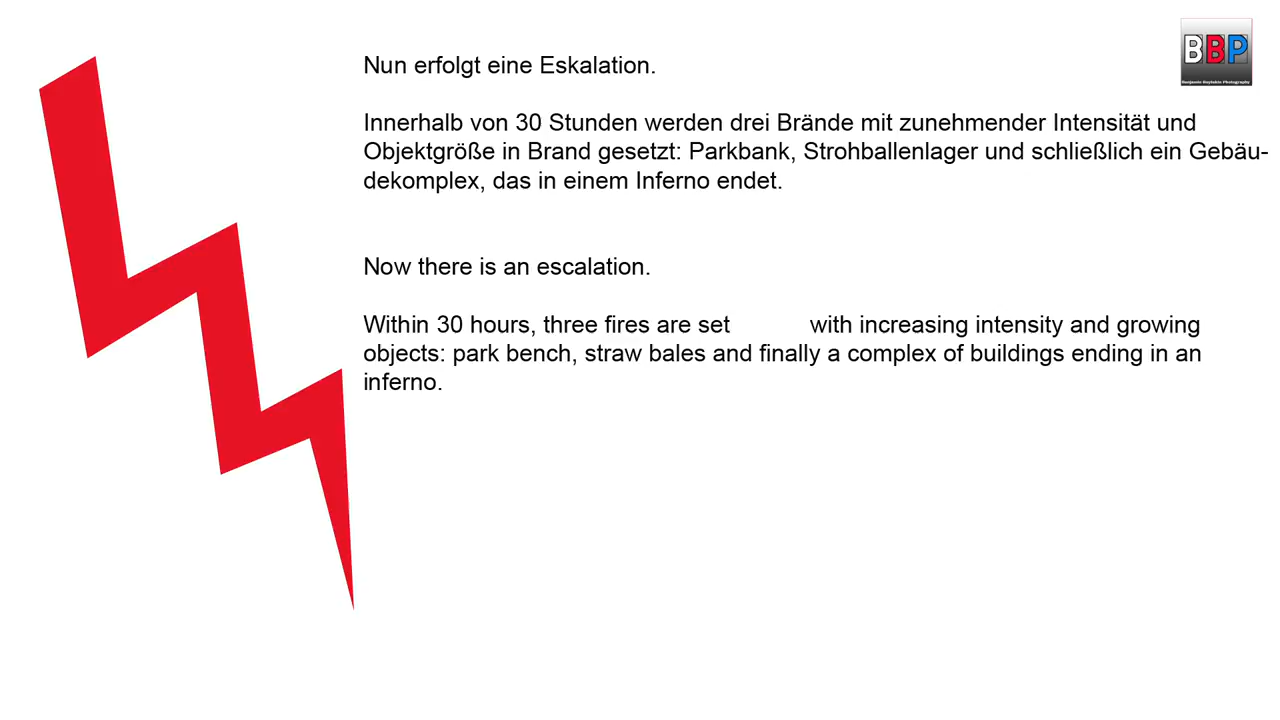 BBP
Nun erfolgt eine Eskalation.
Innerhalb von 30 Stunden werden drei Brände mit zunehmender Intensität und
Objektgröße in Brand gesetzt: Parkbank, Strohballenlager und schließlich ein Gebäu-
dekomplex, das in einem Inferno endet.
Now there is an escalation.
Within 30 hours, three fires are set with increasing intensity and growing
objects: park bench, straw bales and finally a complex of buildings ending in an
inferno.